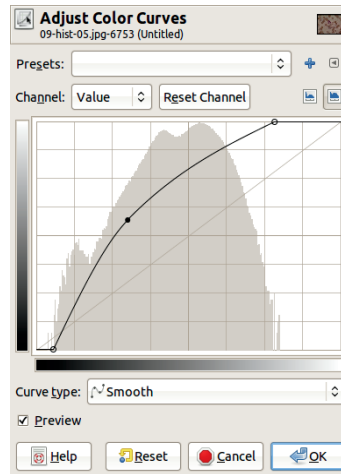 Adjust Color Curves
09-hist-05.jpg-6753 (Untitled)
Presets:
Channel: Value Reset Channel
Curve type: Smooth
Preview
Help Reset Cancel OK